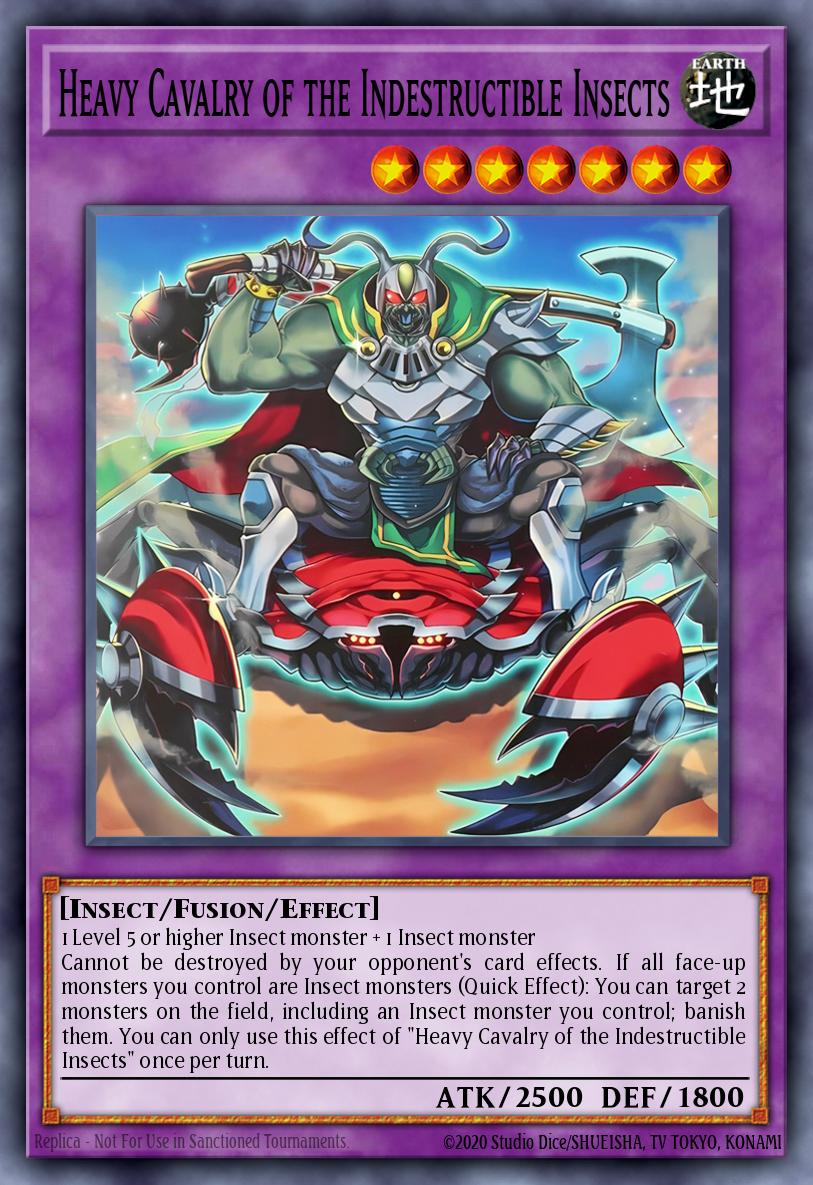 Heavy Cavalry of the Indestructible Insects
EARTH
地
[Insect/Fusion/Effect]
1 Level 5 or higher Insect monster + 1 Insect monster
Cannot be destroyed by your opponent's card effects. If all face-up
monsters you control are Insect monsters (Quick Effect): You can target 2
monsters on the field, including an Insect monster you control; banish
them. You can only use this effect of "Heavy Cavalry of the Indestructible
Insects" once per turn.
ATK/2500 DEF/1800
Replica - Not For Use in Sanctioned Tournaments.
©2020 Studio Dice/SHUEISHA, TV TOKYO, KONAMI